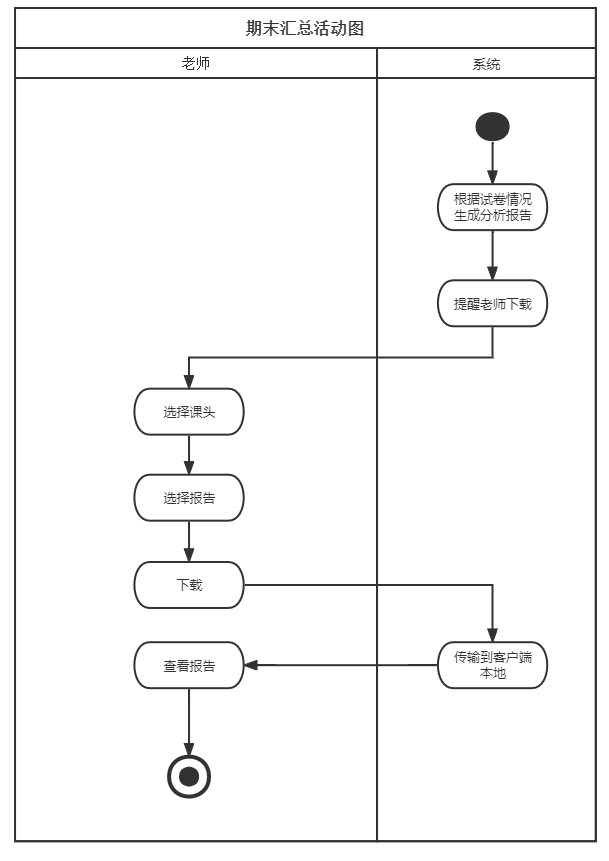 期末汇总活动图
老师
系统
根据试卷情况
生成分析报告
提醒老师下载
选择课头
选择报告
下载
传输到客户端
本地
查看报告